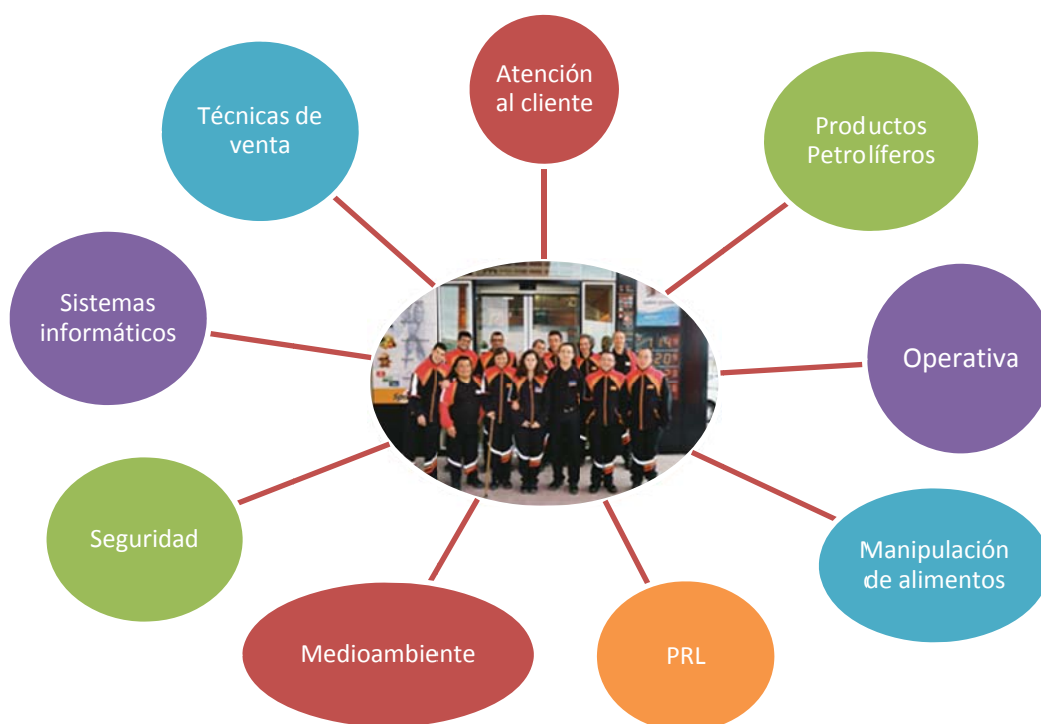 Atención
al cliente
Productos
Petrolíferos
Operativa
Manipulación
de alimentos
PRL
Medioambiente
Seguridad
Sistemas
informáticos
Técnicas de
venta